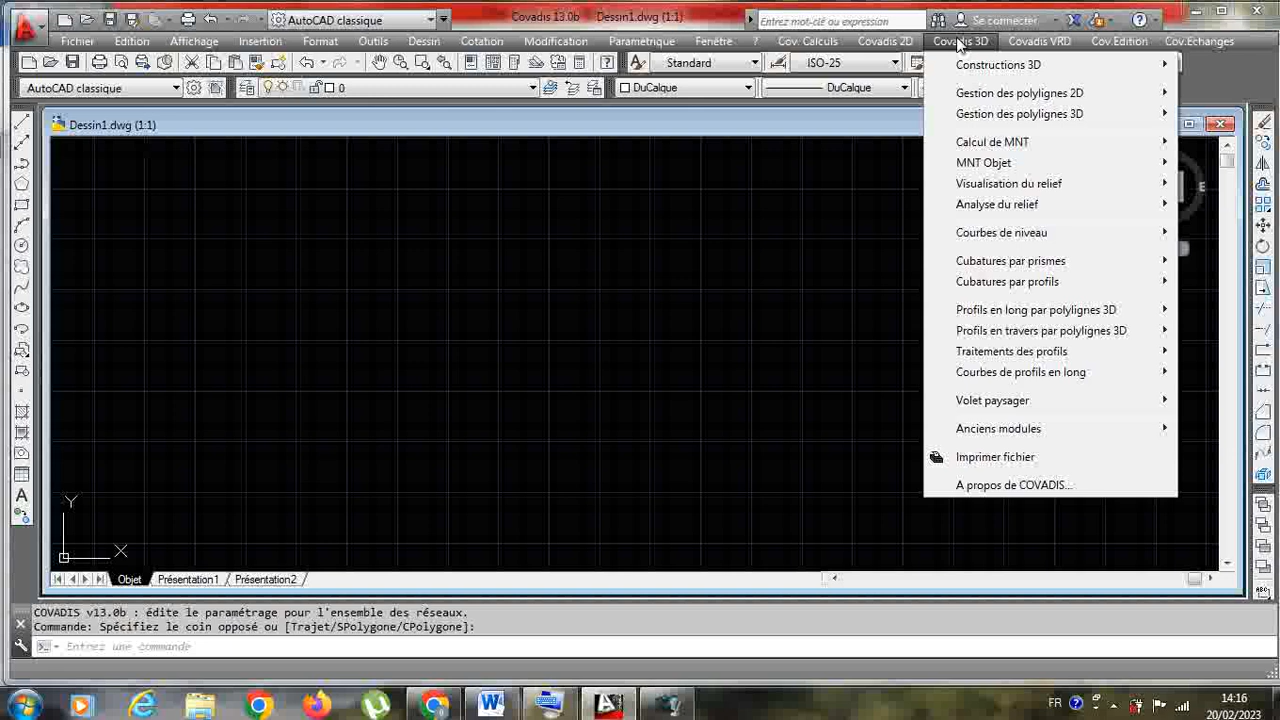 AutoCAD classique
Covadis 13.0b Dessin1.dwg (1:1)
Entrez mot-clé ou expression
Se connecter
Fichier Edition Affichage Insertion Format Outils Dessin Cotation Modification Paramétrique Fenêtre ? Cov. Calculs Covadis 2D Covadis 3D Covadis VRD Cov.Edition Cov.Echanges
Standard ISO-25
AutoCAD classique 0 DuCalque DuCalque
Dessin1.dwg (1:1)
Constructions 3D
Gestion des polylignes 2D
Gestion des polylignes 3D
Calcul de MNT
MNT Objet
Visualisation du relief
E
Analyse du relief
Courbes de niveau
Cubatures par prismes
Cubatures par profils
Profils en long par polylignes 3D
Profils en travers par polylignes 3D
Traitements des profils
Courbes de profils en long
Volet paysager
Anciens modules
Imprimer fichier
A propos de COVADIS...
Y
X
Objet Présentation1 Présentation2
COVADIS v13.0b : édite le paramétrage pour l'ensemble des réseaux.
Commande: Spécifiez le coin opposé ou [Trajet/SPolygone/CPolygone]:
Entrez une commande
FR
14:16
20/02/2023